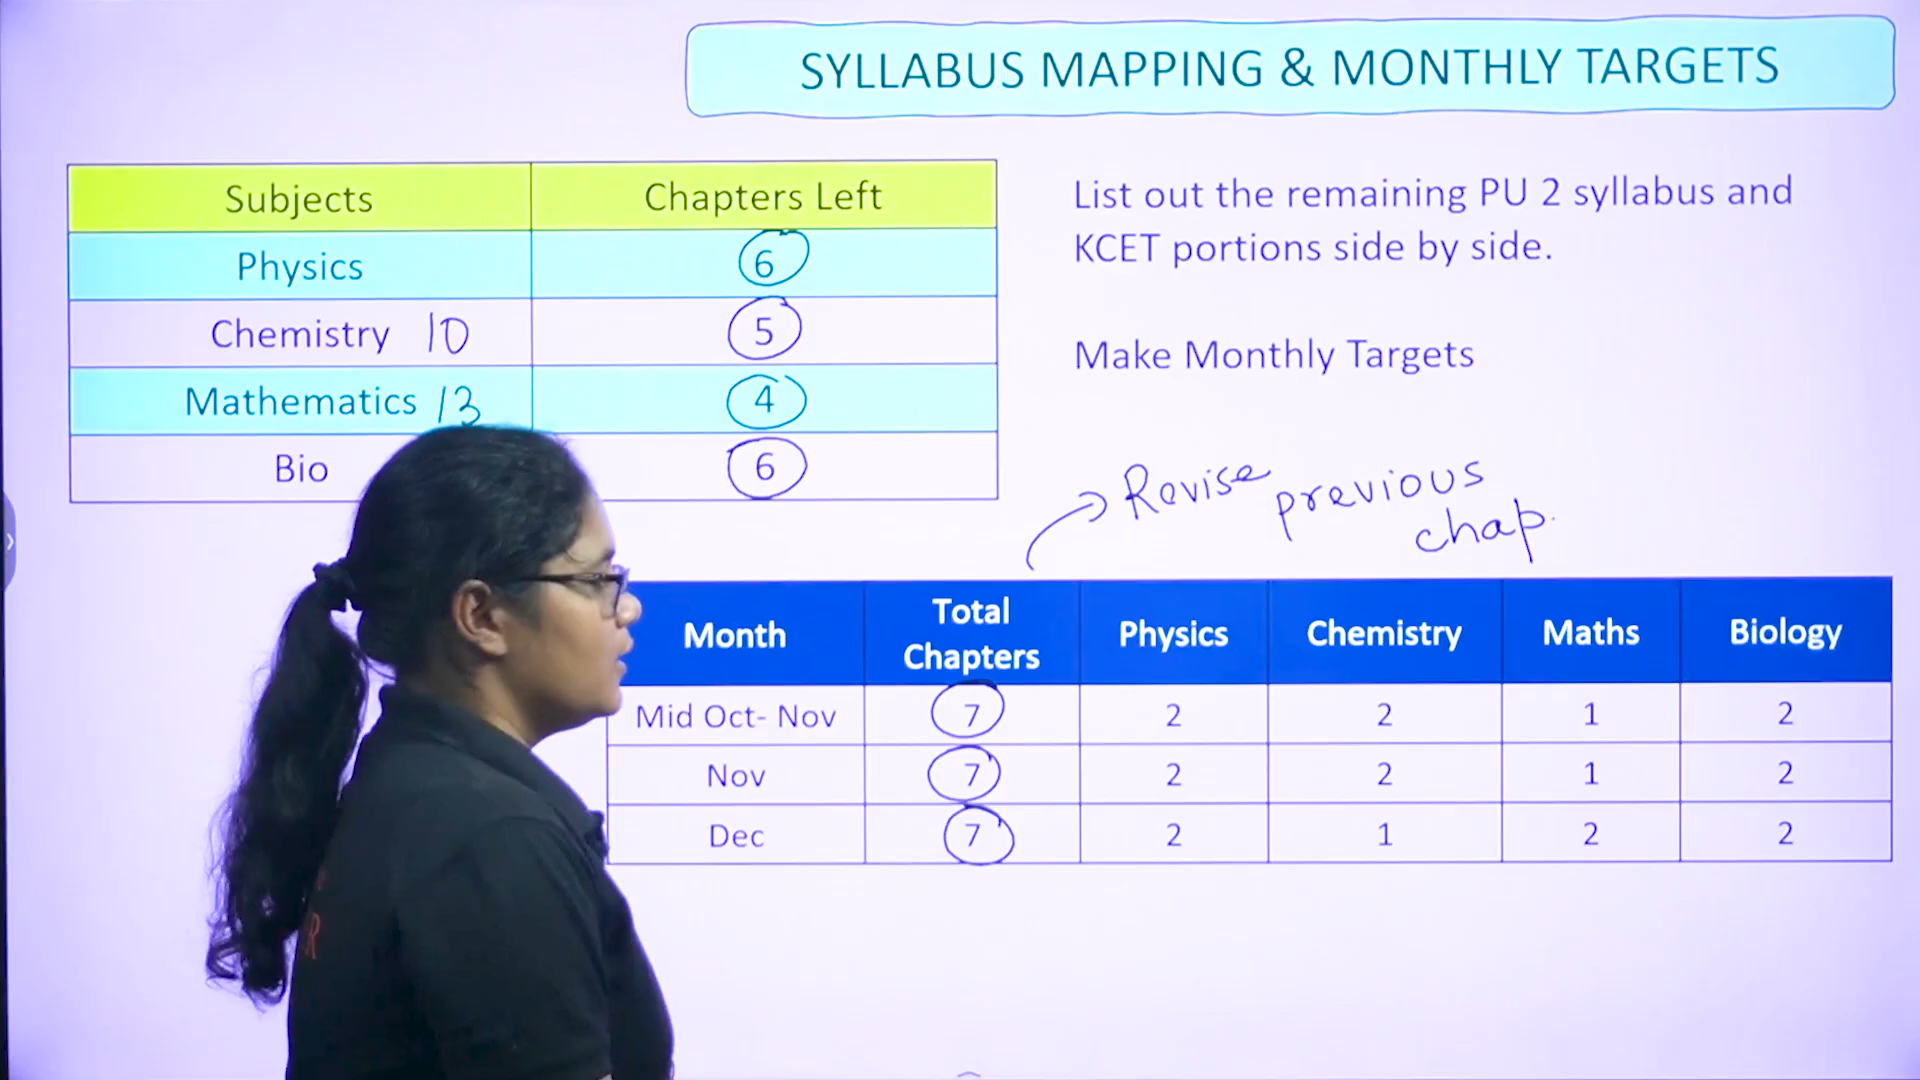 SYLLABUS MAPPING & MONTHLY TARGETS
Subjects Chapters Left
Physics 6
Chemistry 10 5
Mathematics 13 4
Bio 6
List out the remaining PU 2 syllabus and
KCET portions side by side.
Make Monthly Targets
Revise previous
chap.
Month Total Chapters Physics Chemistry Maths Biology
Mid Oct- Nov 7 2 2 1 2
Nov 7 2 2 1 2
Dec 7 2 1 2 2